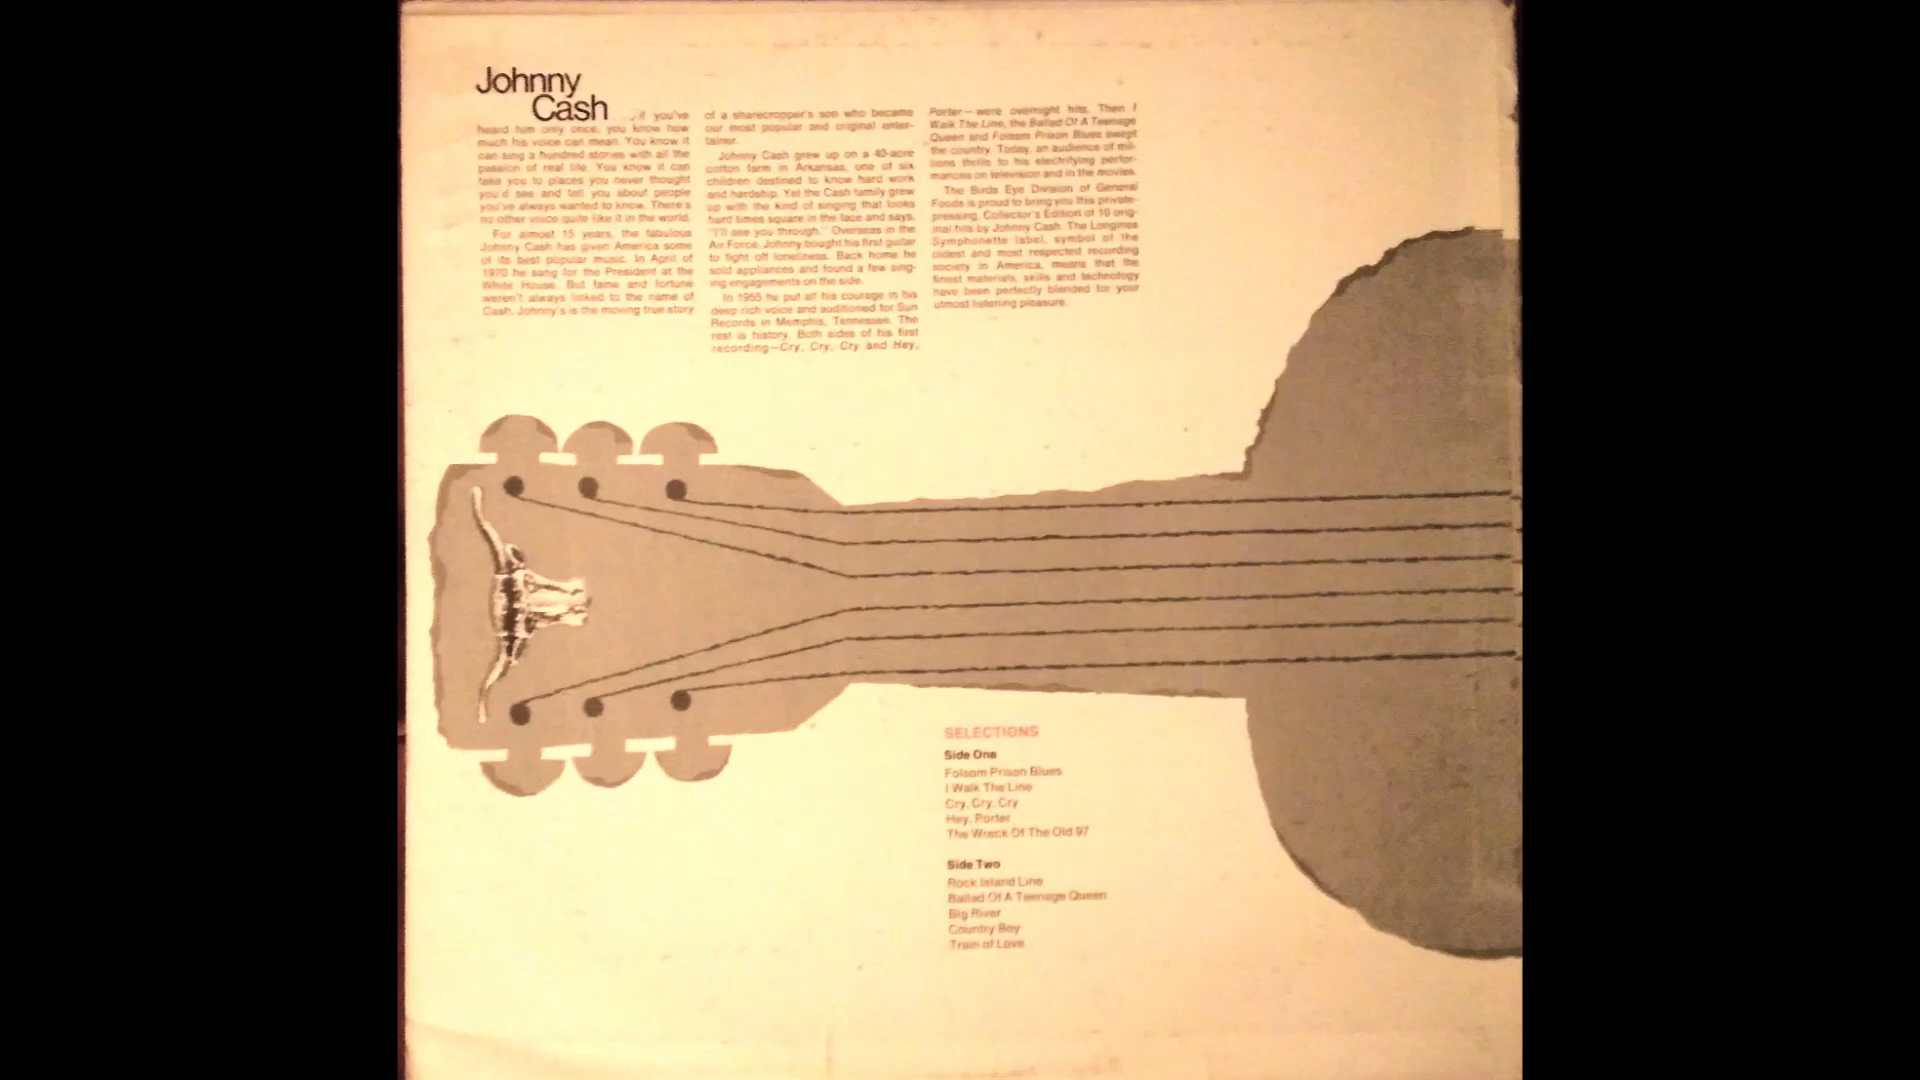 Johnny
Cash ... if you've
heard him only once, you know how
much his voice can mean. You know it
can sing a hundred stories with all the
passion of real life. You know it can
take you to places you never thought
you'd see and tell you about people
you've always wanted to know. There's
no other voice quite like it in the world.
For almost 15 years, the fabulous
Johnny Cash has given America some
of its best popular music. In April of
1970 he sang for the President at the
White House. But fame and fortune
weren't always linked to the name of
Cash. Johnny's is the moving true story
of a sharecropper's son who became
our most popular and original enter-
tainer.
Johnny Cash grew up on a 40-acre
cotton farm in Arkansas, one of six
children destined to know hard work
and hardship. Yet the Cash family grew
up with the kind of singing that looks
hard times square in the face and says,
"I'll see you through." Overseas in the
Air Force, Johnny bought his first guitar
to fight off loneliness. Back home he
sold appliances and found a few sing-
ing engagements on the side.
In 1955 he put all his courage in his
deep rich voice and auditioned for Sun
Records in Memphis, Tennessee. The
rest is history. Both sides of his first
recording—Cry, Cry, Cry and Hey,
Porter—were overnight hits. Then I
Walk The Line, the Ballad Of A Teenage
Queen and Folsom Prison Blues swept
the country. Today, an audience of mil-
lions thrills to his electrifying perfor-
mances on television and in the movies.
The Birds Eye Division of General
Foods is proud to bring you this private-
pressing, Collector's Edition of 10 orig-
inal hits by Johnny Cash. The Longines
Symphonette label, symbol of the
oldest and most respected recording
society in America, means that the
finest materials, skills and technology
have been perfectly blended for your
utmost listening pleasure.
SELECTIONS
Side One
Folsom Prison Blues
I Walk The Line
Cry, Cry, Cry
Hey, Porter
The Wreck Of The Old 97
Side Two
Rock Island Line
Ballad Of A Teenage Queen
Big River
Country Boy
Train of Love